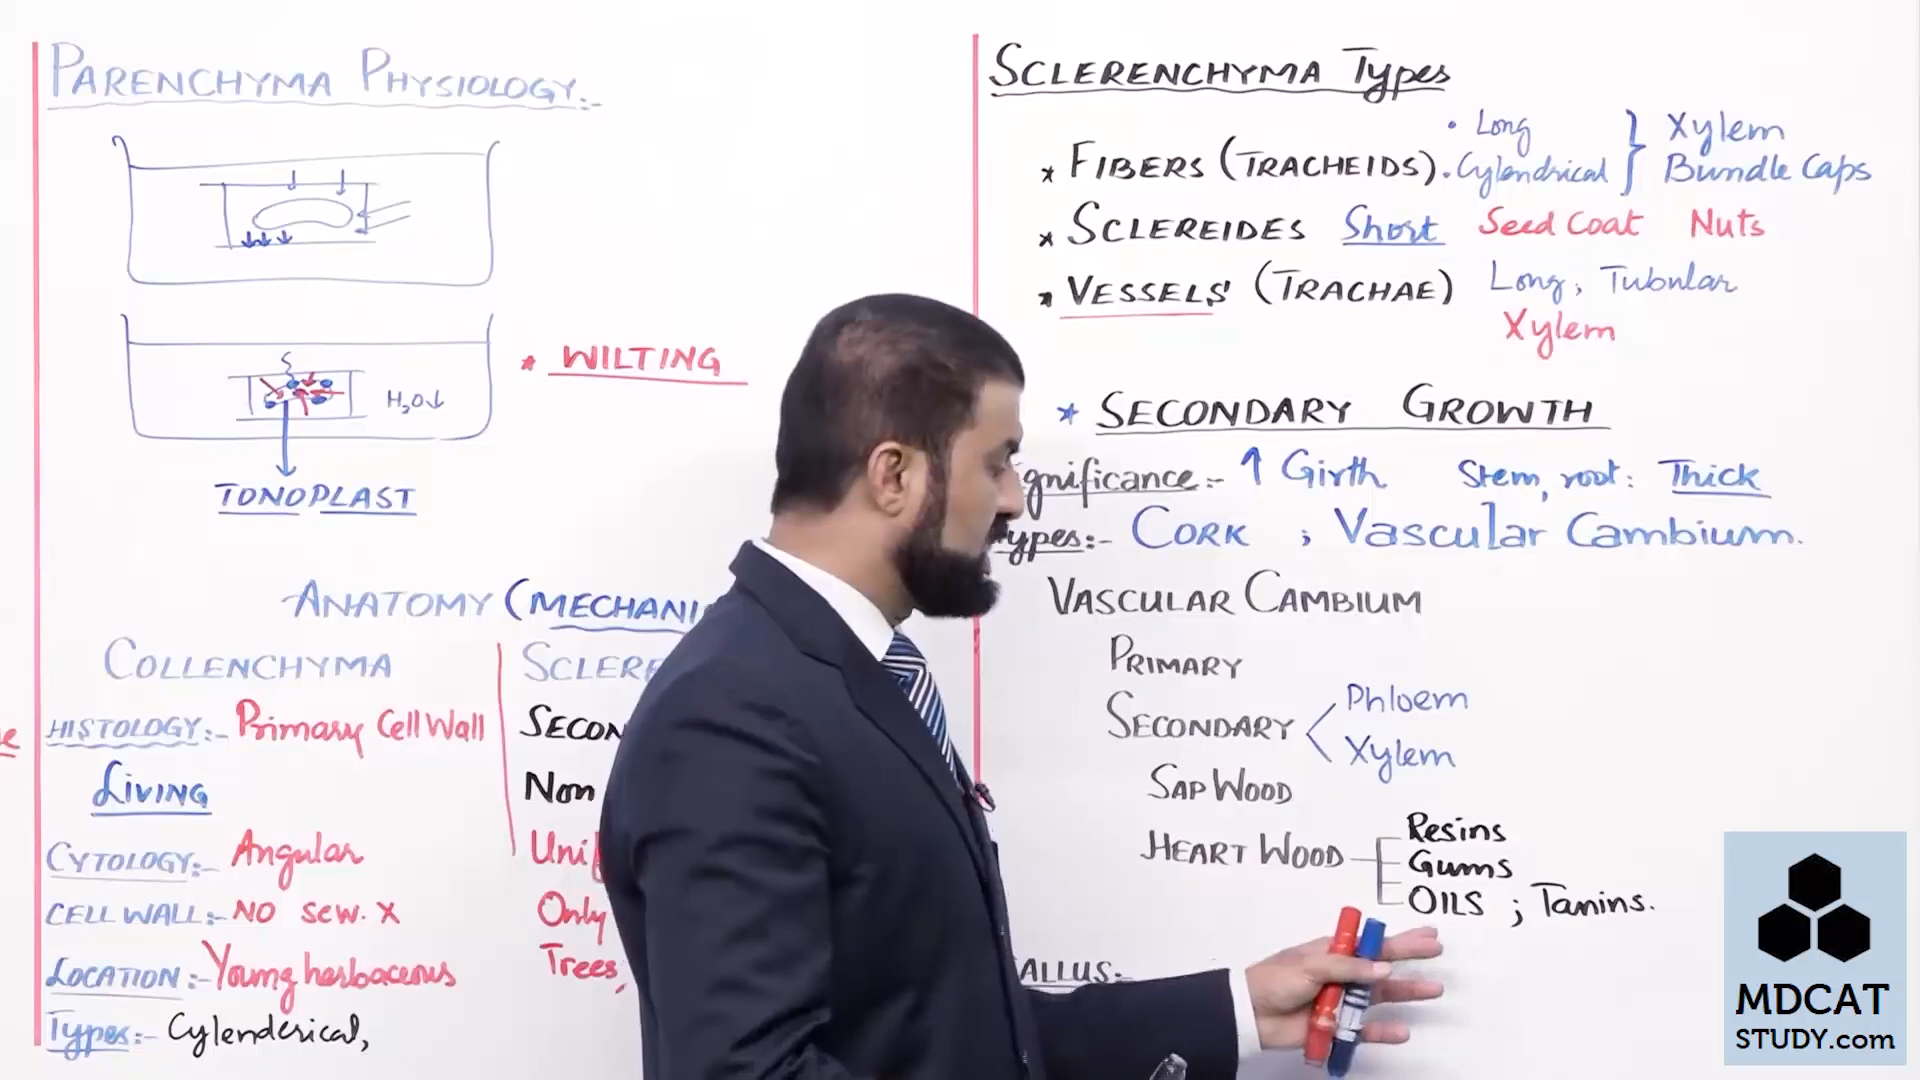 PARENCHYMA PHYSIOLOGY:-
* WILTING
H₂O↓
TONOPLAST
ANATOMY (MECHANI
COLLENCHYMA
HISTOLOGY:- Primary Cell Wall
LIVING
CYTOLOGY:- Angular
CELL WALL:- NO sew. X
LOCATION:- Young herbaceous
Types:- Cylenderical,
SCLERE
SECON
Non
Uni
Only
Trees,
SCLERENCHYMA Types
* FIBERS (TRACHEIDS) • Long • Cylendrical } Xylem Bundle Caps
* SCLEREIDES Short Seed Coat Nuts
* VESSELS (TRACHAE) Long, Tubular
Xylem
* SECONDARY GROWTH
gnificance:- ↑ Girth Stem, root: Thick
ypes:- CORK ; Vascular Cambium.
VASCULAR CAMBIUM
PRIMARY
SECONDARY < Phloem Xylem
SAP WOOD
HEART WOOD
Resins
Gums
OILS ; Tanins.
ALLUS:-
MDCAT
STUDY.com